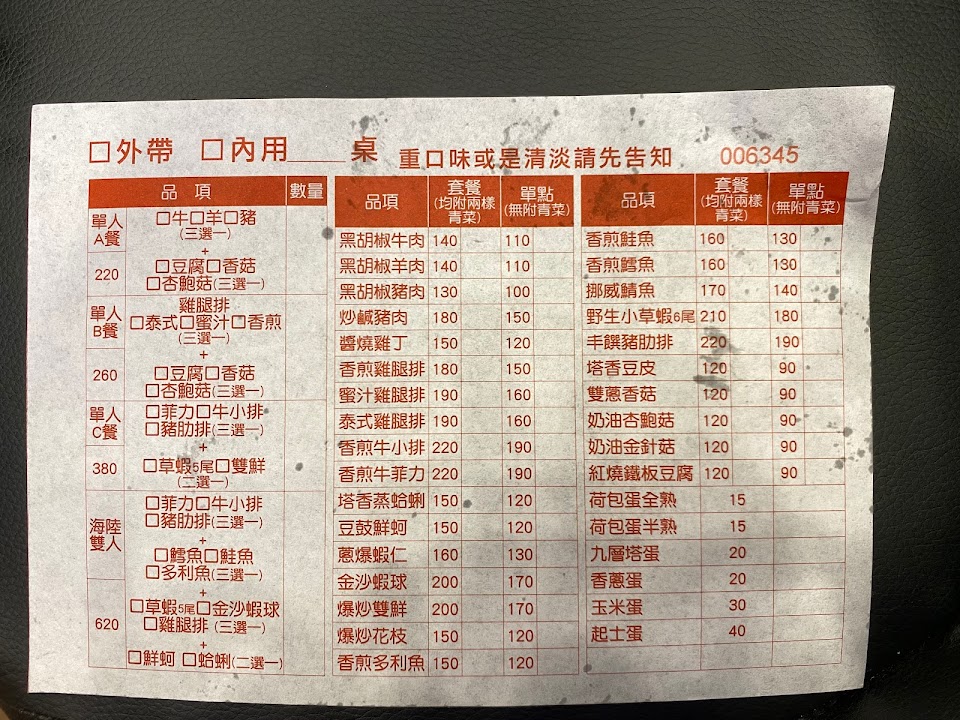 □外帶 □內用____桌 重口味或是清淡請先告知 006345
品項 數量
單人A餐 220
□牛□羊□豬
(三選一)
+
□豆腐□香菇
□杏鮑菇(三選一)
單人B餐 260
雞腿排
□泰式□蜜汁□香煎
(三選一)
+
□豆腐□香菇
□杏鮑菇(三選一)
單人C餐 380
□菲力□牛小排
□豬肋排(三選一)
+
□草蝦5尾□雙鮮
(二選一)
海陸雙人 620
□菲力□牛小排
□豬肋排(三選一)
+
□鱈魚□鮭魚
□多利魚(三選一)
+
□草蝦5尾□金沙蝦球
□雞腿排 (三選一)
+
□鮮蚵 □蛤蜊(二選一)
品項 套餐(均附兩樣青菜) 單點(無附青菜)
黑胡椒牛肉 140 110
黑胡椒羊肉 140 110
黑胡椒豬肉 130 100
炒鹹豬肉 180 150
醬燒雞丁 150 120
香煎雞腿排 180 150
蜜汁雞腿排 190 160
泰式雞腿排 190 160
香煎牛小排 220 190
香煎牛菲力 220 190
塔香蒸蛤蜊 150 120
豆鼓鮮蚵 150 120
蔥爆蝦仁 160 130
金沙蝦球 200 170
爆炒雙鮮 200 170
爆炒花枝 150 120
香煎多利魚 150 120
品項 套餐(均附兩樣青菜) 單點(無附青菜)
香煎鮭魚 160 130
香煎鱈魚 160 130
挪威鯖魚 170 140
野生小草蝦6尾 210 180
丰饌豬肋排 220 190
塔香豆皮 120 90
雙蔥香菇 120 90
奶油杏鮑菇 120 90
奶油金針菇 120 90
紅燒鐵板豆腐 120 90
荷包蛋全熟 15
荷包蛋半熟 15
九層塔蛋 20
香蔥蛋 20
玉米蛋 30
起士蛋 40